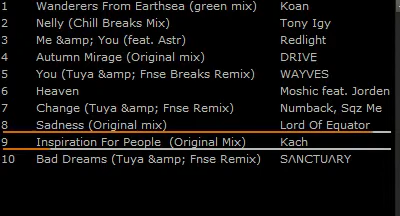 1 Wanderers From Earthsea (green mix) Koan
2 Nelly (Chill Breaks Mix) Tony Igy
3 Me &amp; You (feat. Astr) Redlight
4 Autumn Mirage (Original mix) DRIVE
5 You (Tuya &amp; Fnse Breaks Remix) WAYVES
6 Heaven Moshic feat. Jorden
7 Change (Tuya &amp; Fnse Remix) Numback, Sqz Me
8 Sadness (Original mix) Lord Of Equator
9 Inspiration For People (Original Mix) Kach
10 Bad Dreams (Tuya &amp; Fnse Remix) SΛNCTUΛRY